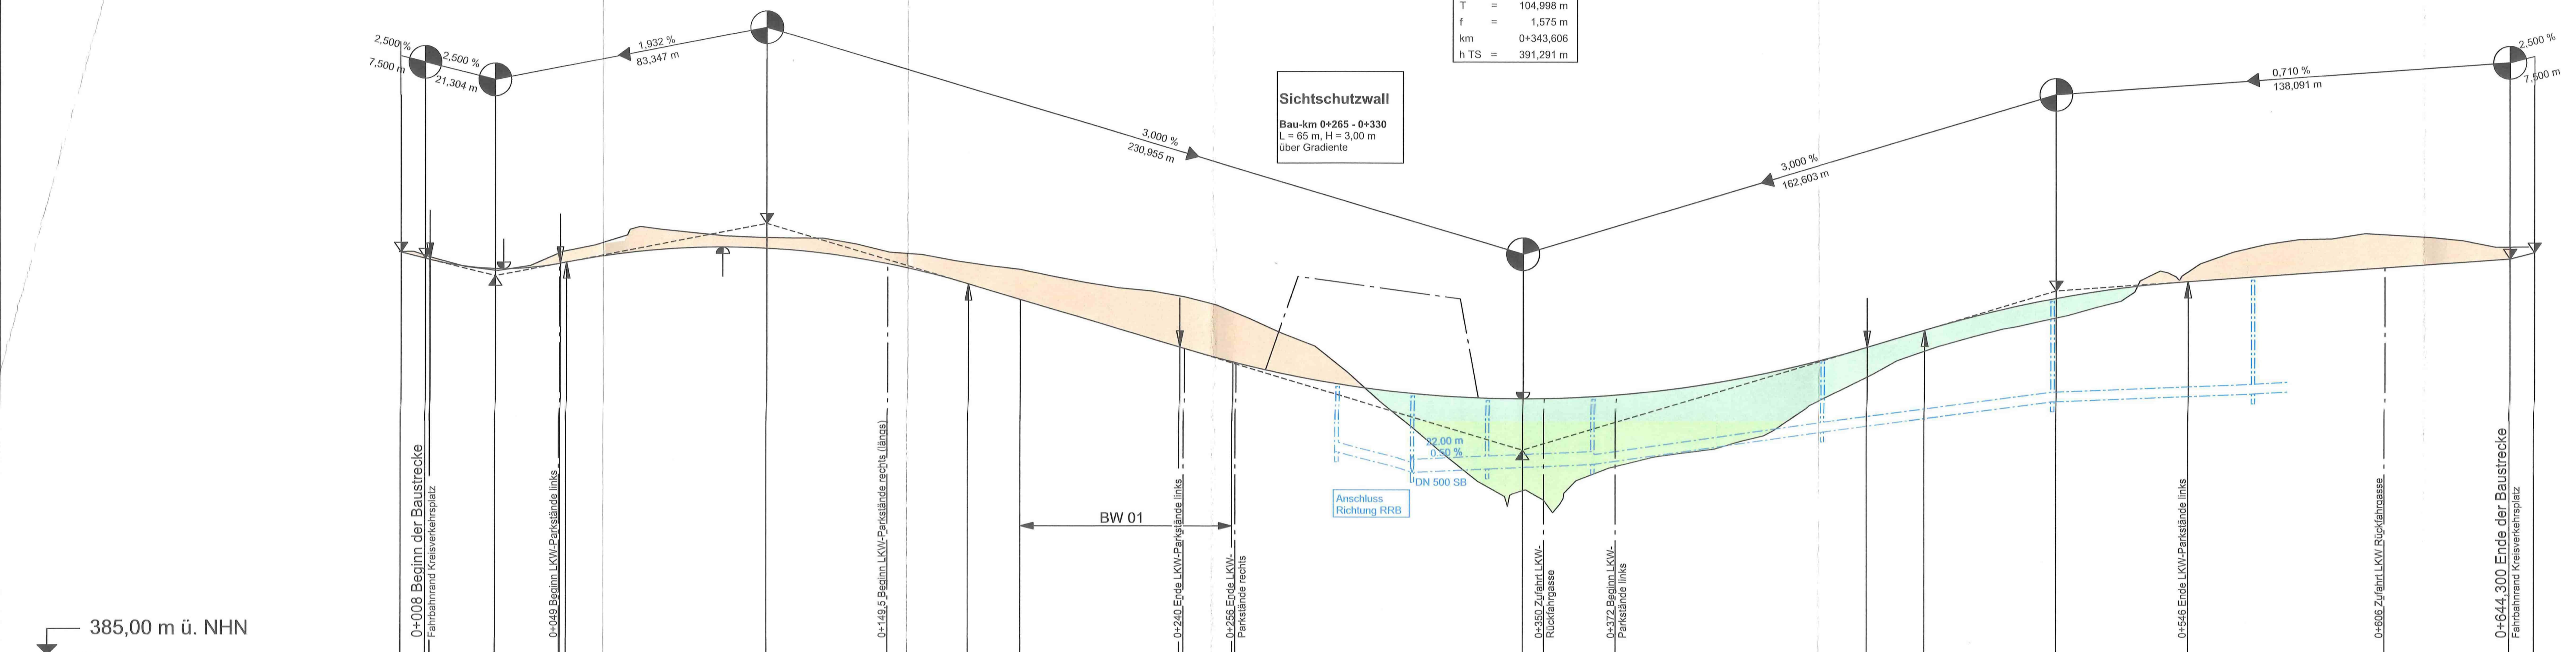 T = 104,998 m
f = 1,575 m
km 0+343,606
h TS = 391,291 m
2,500 %
7,500 m
2,500 %
21,304 m
1,932 %
83,347 m
3,000 %
230,955 m
Sichtschutzwall
Bau-km 0+265 - 0+330
L = 65 m, H = 3,00 m
über Gradiente
3,000 %
162,603 m
0,710 %
138,091 m
2,500 %
7,500 m
32.00 m
0.50 %
DN 500 SB
Anschluss
Richtung RRB
BW 01
0+008 Beginn der Baustrecke
Fahrbahnrand Kreisverkehrsplatz
0+049 Beginn LKW-Parkstände links
0+149,5 Beginn LKW-Parkstände rechts (längs)
0+240 Ende LKW-Parkstände links
0+256 Ende LKW-
Parkstände rechts
0+350 Zufahrt LKW-
Rückfahrgasse
0+372 Beginn LKW-
Parkstände links
0+546 Ende LKW-Parkstände links
0+606 Zufahrt LKW Rückfahrgasse
0+644,300 Ende der Baustrecke
Fahrbahnrand Kreisverkehrsplatz
385,00 m ü. NHN